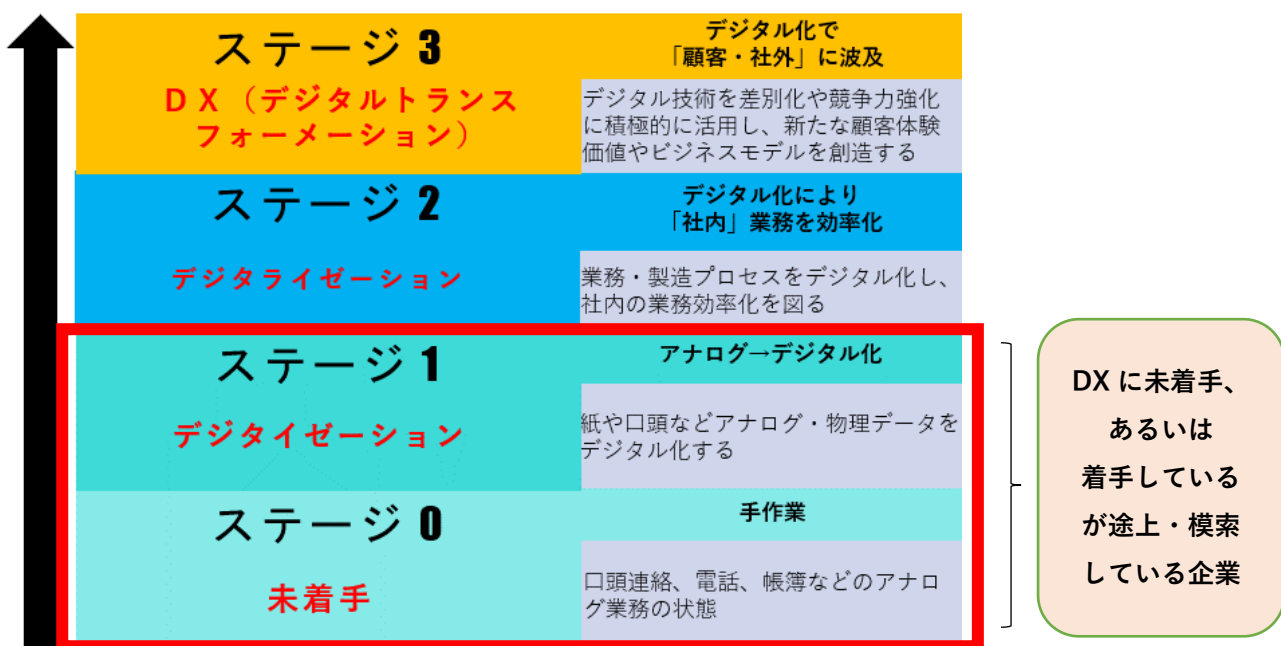 ステージ 3
DX（デジタルトランス
フォーメーション）
デジタル化で
「顧客・社外」に波及
デジタル技術を差別化や競争力強化
に積極的に活用し、新たな顧客体験
価値やビジネスモデルを創造する
ステージ 2
デジタライゼーション
デジタル化により
「社内」業務を効率化
業務・製造プロセスをデジタル化し、
社内の業務効率化を図る
ステージ 1
デジタイゼーション
アナログ→デジタル化
紙や口頭などアナログ・物理データを
デジタル化する
ステージ 0
未着手
手作業
口頭連絡、電話、帳簿などのアナロ
グ業務の状態
DX に未着手、
あるいは
着手している
が途上・模索
している企業